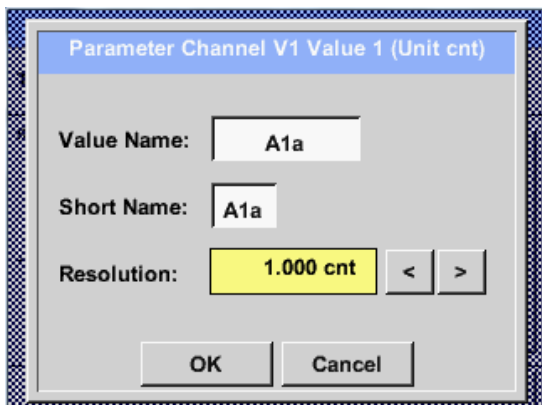 Parameter Channel V1 Value 1 (Unit cnt)
Value Name: A1a
Short Name: A1a
Resolution: 1.000 cnt < >
OK Cancel